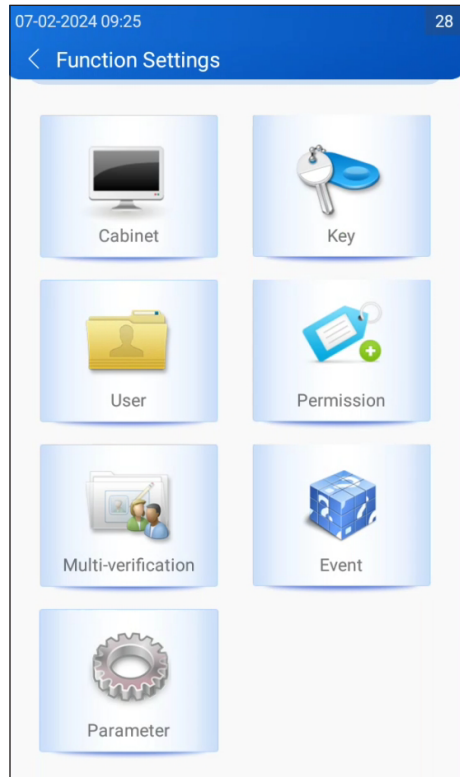 07-02-2024 09:25 28
Function Settings
Cabinet Key
User Permission
Multi-verification Event
Parameter